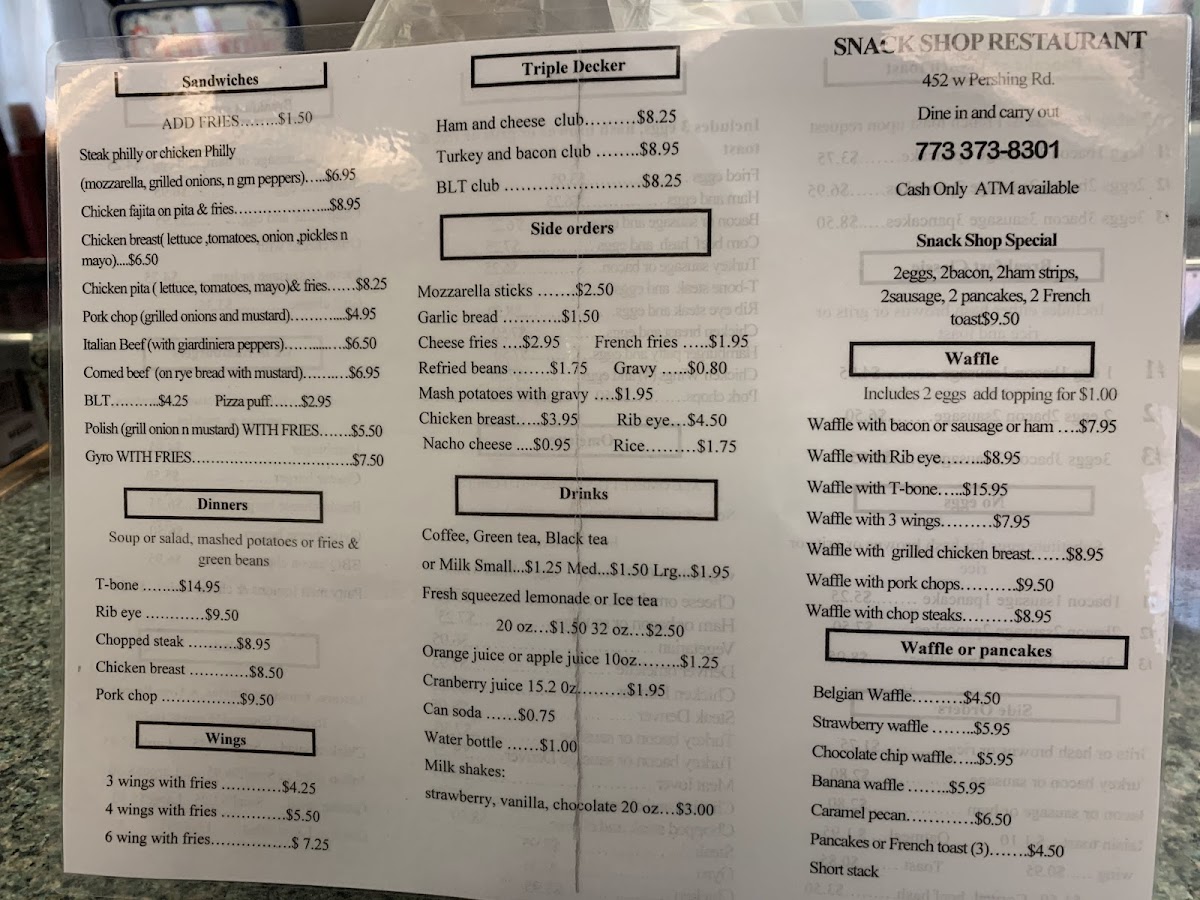 Sandwiches
ADD FRIES........$1.50
Steak philly or chicken Philly
(mozzarella, grilled onions, n grn peppers).....$6.95
Chicken fajita on pita & fries...................$8.95
Chicken breast( lettuce ,tomatoes, onion ,pickles n
mayo)....$6.50
Chicken pita ( lettuce, tomatoes, mayo)& fries......$8.25
Pork chop (grilled onions and mustard)............$4.95
Italian Beef (with giardiniera peppers)..............$6.50
Corned beef (on rye bread with mustard).........$6.95
BLT..........$4.25 Pizza puff......$2.95
Polish (grill onion n mustard) WITH FRIES......$5.50
Gyro WITH FRIES.................................$7.50
Dinners
Soup or salad, mashed potatoes or fries &
green beans
T-bone ........$14.95
Rib eye ............$9.50
Chopped steak ..........$8.95
Chicken breast ............$8.50
Pork chop ................$9.50
Wings
3 wings with fries ............$4.25
4 wings with fries .............$5.50
6 wing with fries................$ 7.25
Triple Decker
Ham and cheese club.........$8.25
Turkey and bacon club ........$8.95
BLT club ........................$8.25
Side orders
Mozzarella sticks .......$2.50
Garlic bread ...........$1.50
Cheese fries ....$2.95 French fries .....$1.95
Refried beans .......$1.75 Gravy .....$0.80
Mash potatoes with gravy ....$1.95
Chicken breast.....$3.95 Rib eye...$4.50
Nacho cheese ....$0.95 Rice.........$1.75
Drinks
Coffee, Green tea, Black tea
or Milk Small...$1.25 Med...$1.50 Lrg...$1.95
Fresh squeezed lemonade or Ice tea
20 oz...$1.50 32 oz...$2.50
Orange juice or apple juice 10oz........$1.25
Cranberry juice 15.2 0z.........$1.95
Can soda ......$0.75
Water bottle ......$1.00
Milk shakes:
strawberry, vanilla, chocolate 20 oz...$3.00
SNACK SHOP RESTAURANT
452 w Pershing Rd.
Dine in and carry out
773 373-8301
Cash Only ATM available
Snack Shop Special
2eggs, 2bacon, 2ham strips,
2sausage, 2 pancakes, 2 French
toast$9.50
Waffle
Includes 2 eggs add topping for $1.00
Waffle with bacon or sausage or ham ....$7.95
Waffle with Rib eye........$8.95
Waffle with T-bone.....$15.95
Waffle with 3 wings.........$7.95
Waffle with grilled chicken breast.......$8.95
Waffle with pork chops..........$9.50
Waffle with chop steaks..........$8.95
Waffle or pancakes
Belgian Waffle.........$4.50
Strawberry waffle ........$5.95
Chocolate chip waffle.....$5.95
Banana waffle ........$5.95
Caramel pecan............$6.50
Pancakes or French toast (3).......$4.50
Short stack